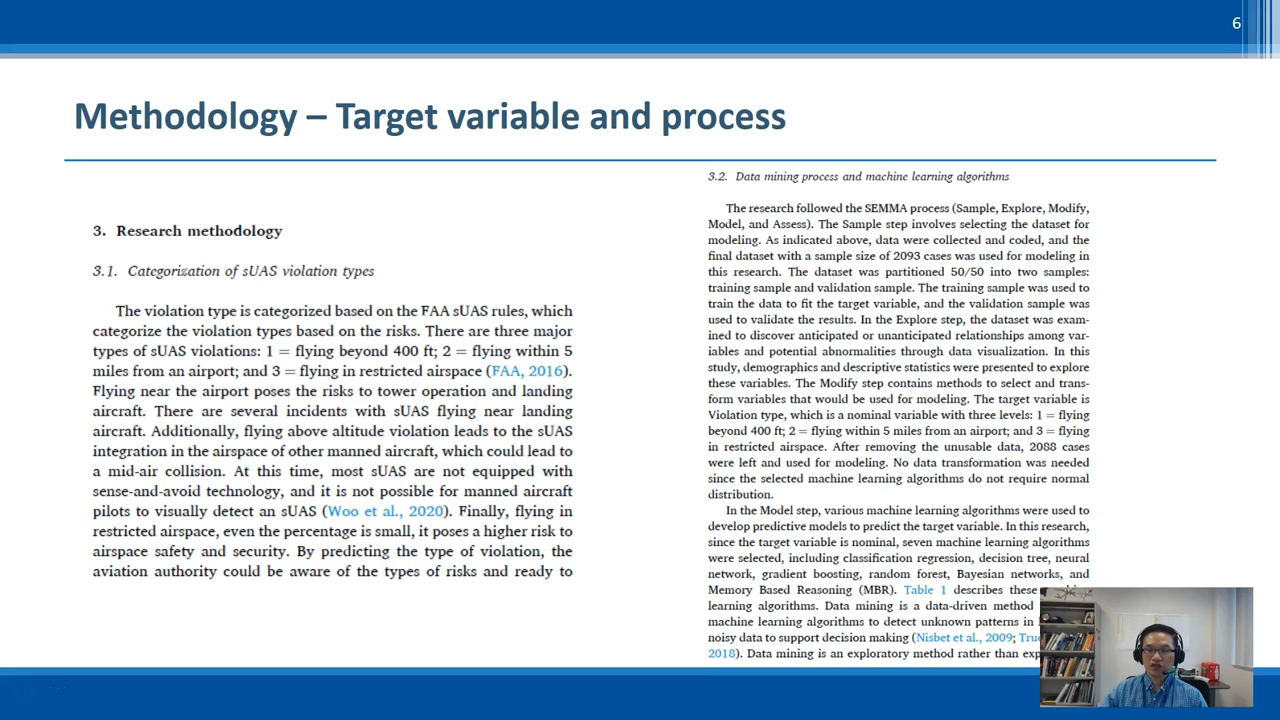 6
Methodology – Target variable and process
3. Research methodology
3.1. Categorization of sUAS violation types
The violation type is categorized based on the FAA sUAS rules, which
categorize the violation types based on the risks. There are three major
types of sUAS violations: 1 = flying beyond 400 ft; 2 = flying within 5
miles from an airport; and 3 = flying in restricted airspace (FAA, 2016).
Flying near the airport poses the risks to tower operation and landing
aircraft. There are several incidents with sUAS flying near landing
aircraft. Additionally, flying above altitude violation leads to the sUAS
integration in the airspace of other manned aircraft, which could lead to
a mid-air collision. At this time, most sUAS are not equipped with
sense-and-avoid technology, and it is not possible for manned aircraft
pilots to visually detect an sUAS (Woo et al., 2020). Finally, flying in
restricted airspace, even the percentage is small, it poses a higher risk to
airspace safety and security. By predicting the type of violation, the
aviation authority could be aware of the types of risks and ready to
3.2. Data mining process and machine learning algorithms
The research followed the SEMMA process (Sample, Explore, Modify,
Model, and Assess). The Sample step involves selecting the dataset for
modeling. As indicated above, data were collected and coded, and the
final dataset with a sample size of 2093 cases was used for modeling in
this research. The dataset was partitioned 50/50 into two samples:
training sample and validation sample. The training sample was used to
train the data to fit the target variable, and the validation sample was
used to validate the results. In the Explore step, the dataset was exam-
ined to discover anticipated or unanticipated relationships among var-
iables and potential abnormalities through data visualization. In this
study, demographics and descriptive statistics were presented to explore
these variables. The Modify step contains methods to select and trans-
form variables that would be used for modeling. The target variable is
Violation type, which is a nominal variable with three levels: 1 = flying
beyond 400 ft; 2 = flying within 5 miles from an airport; and 3 = flying
in restricted airspace. After removing the unusable data, 2088 cases
were left and used for modeling. No data transformation was needed
since the selected machine learning algorithms do not require normal
distribution.
In the Model step, various machine learning algorithms were used to
develop predictive models to predict the target variable. In this research,
since the target variable is nominal, seven machine learning algorithms
were selected, including classification regression, decision tree, neural
network, gradient boosting, random forest, Bayesian networks, and
Memory Based Reasoning (MBR). Table 1 describes these
learning algorithms. Data mining is a data-driven method
machine learning algorithms to detect unknown patterns in
noisy data to support decision making (Nisbet et al., 2009;
2018). Data mining is an exploratory method rather than